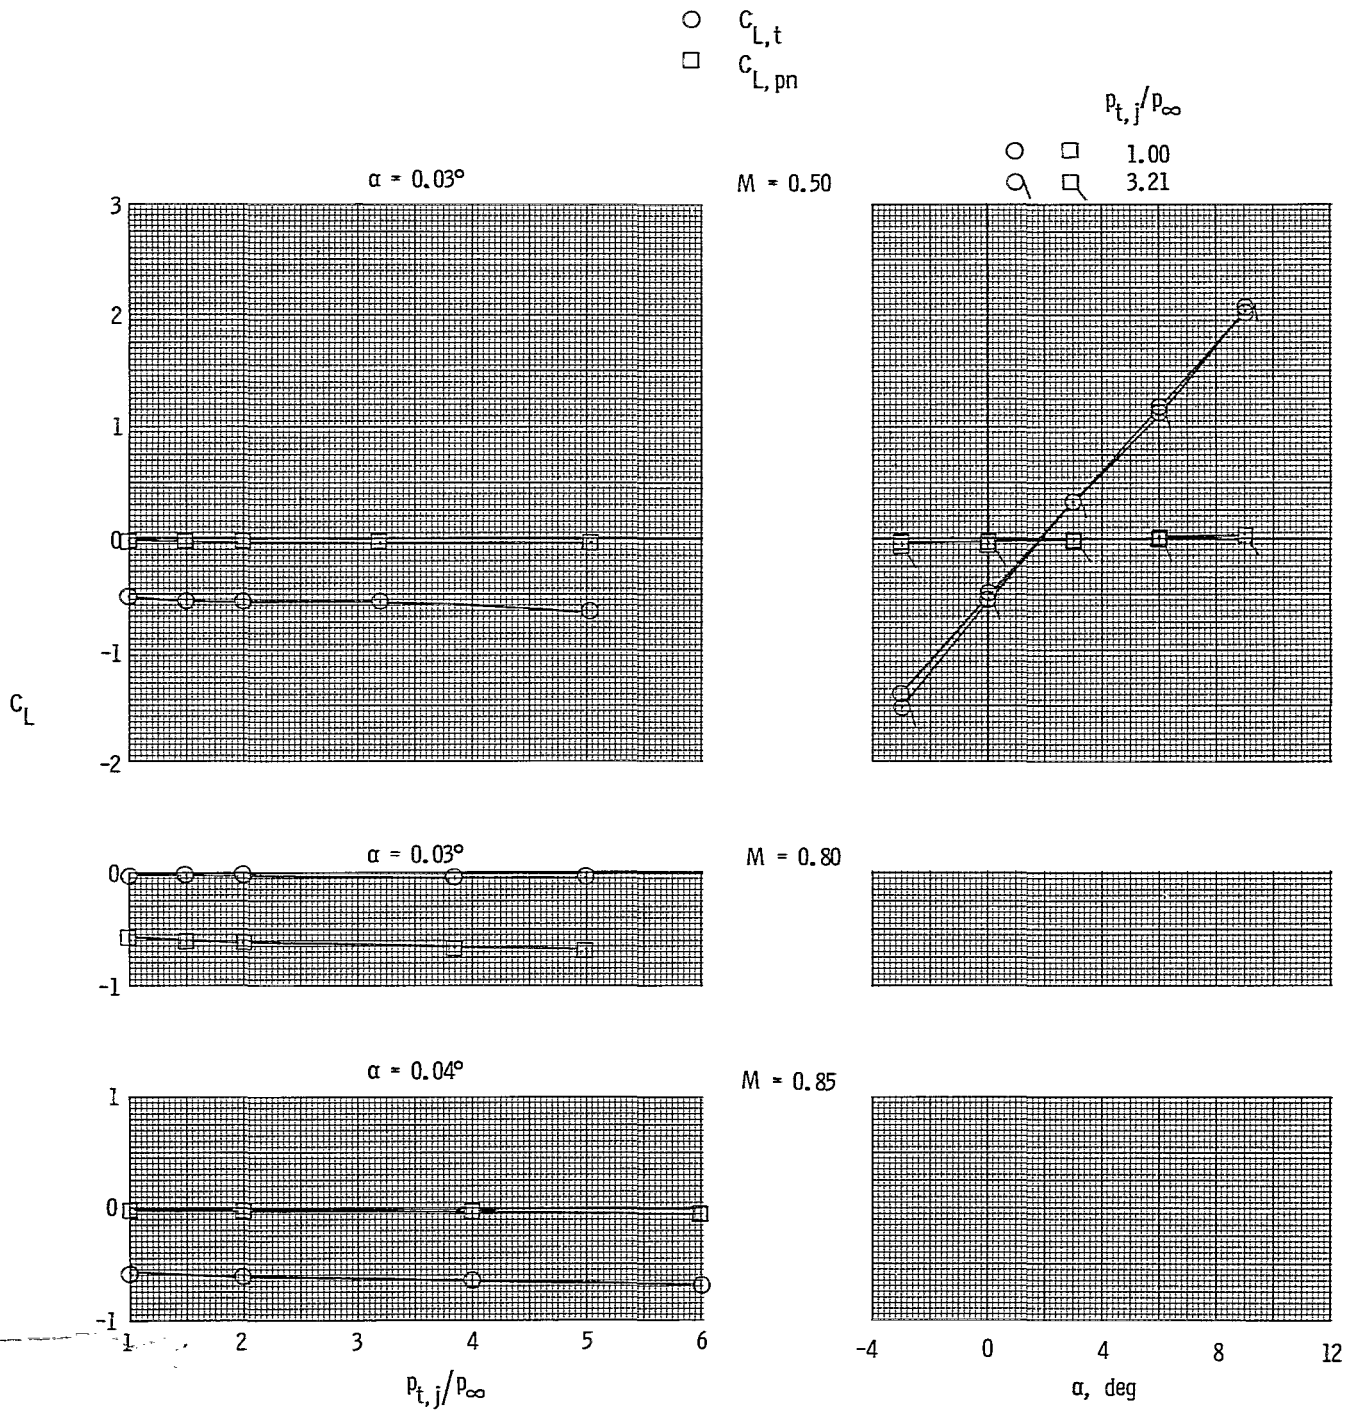 C_L,t
C_L,pn
p_t,j/p_∞
1.00
3.21
α = 0.03°
M = 0.50
3
2
1
0
-1
-2
C_L
α = 0.03°
M = 0.80
0
-1
α = 0.04°
M = 0.85
1
0
-1
1 2 3 4 5 6
-4 0 4 8 12
p_t,j/p_∞
α, deg